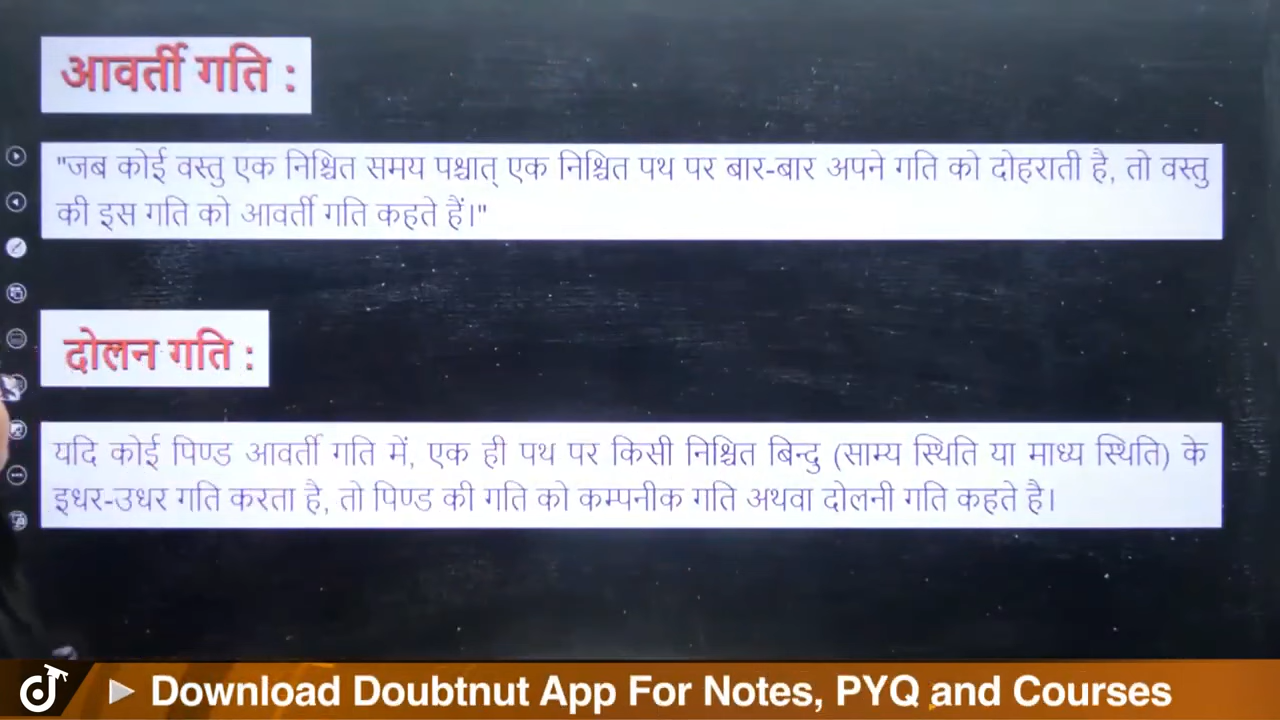 आवर्ती गति :
"जब कोई वस्तु एक निश्चित समय पश्चात् एक निश्चित पथ पर बार-बार अपने गति को दोहराती है, तो वस्तु
की इस गति को आवर्ती गति कहते हैं।"
दोलन गति :
यदि कोई पिण्ड आवर्ती गति में, एक ही पथ पर किसी निश्चित बिन्दु (साम्य स्थिति या माध्य स्थिति) के
इधर-उधर गति करता है, तो पिण्ड की गति को कम्पनीक गति अथवा दोलनी गति कहते है।
Download Doubtnut App For Notes, PYQ and Courses